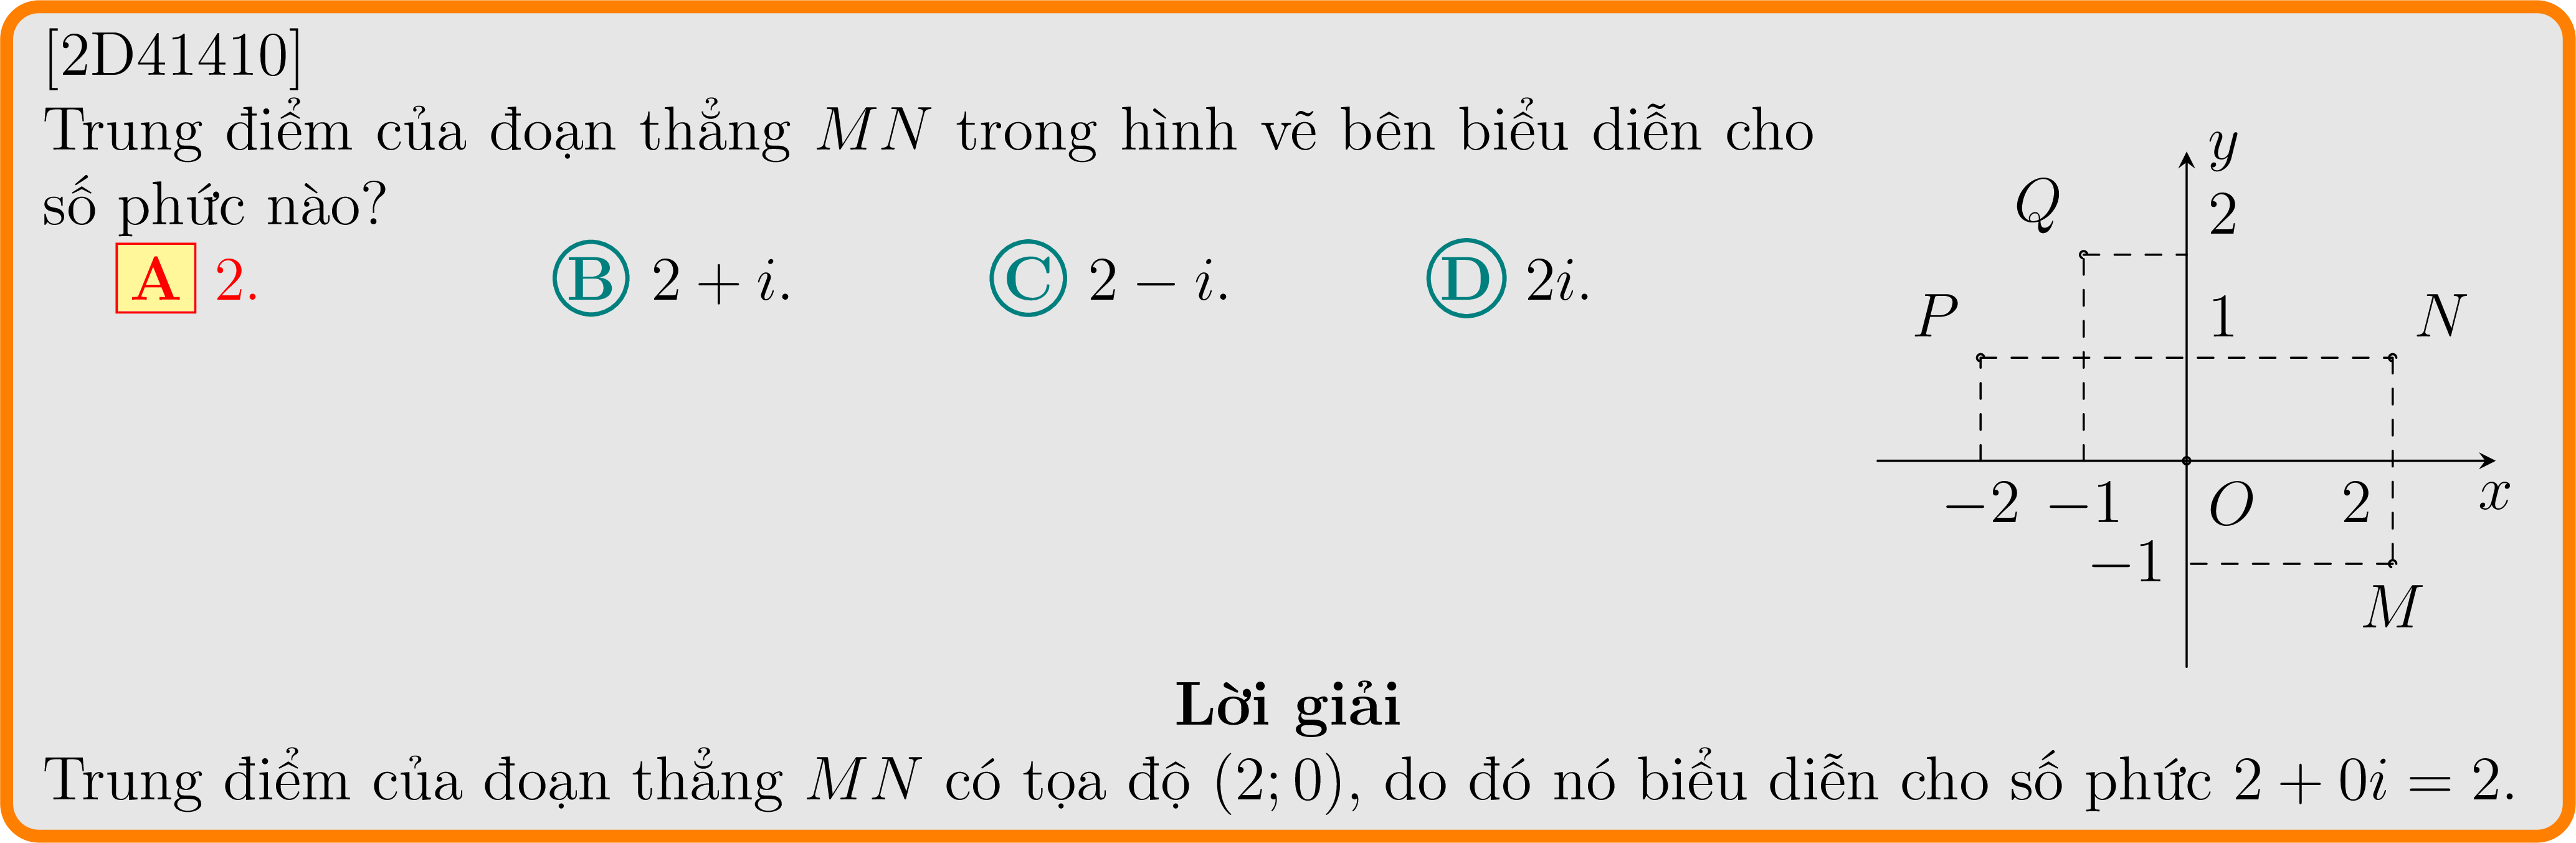 [2D41410]
Trung điểm của đoạn thẳng MN trong hình vẽ bên biểu diễn cho
số phức nào?
A 2. B 2 + i. C 2 − i. D 2i.
y
Q 2
P 1 N
−2 −1 O 2 x
−1
M
Lời giải
Trung điểm của đoạn thẳng MN có tọa độ (2; 0), do đó nó biểu diễn cho số phức 2 + 0i = 2.